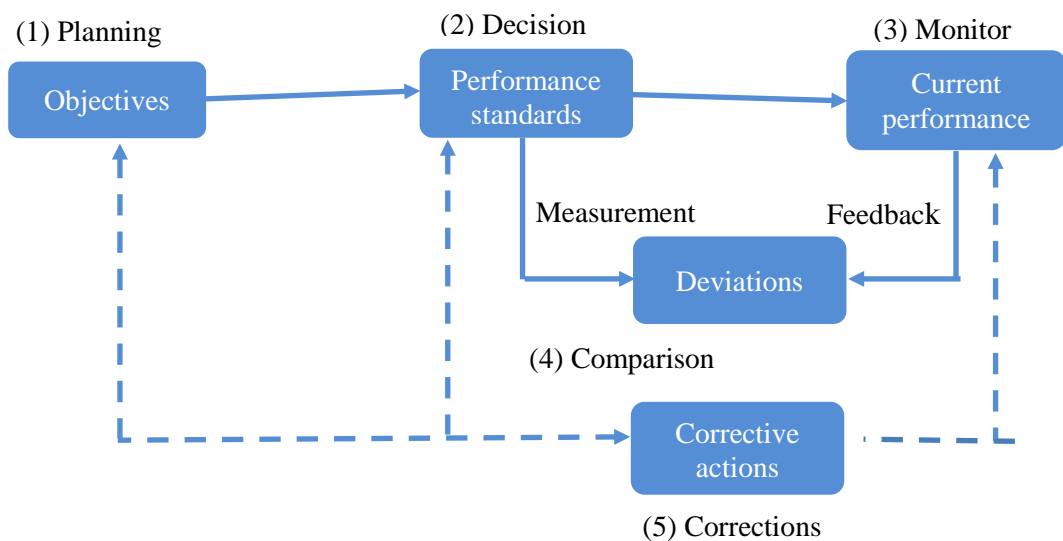 (1) Planning
(2) Decision
(3) Monitor
Objectives
Performance
standards
Current
performance
Measurement
Feedback
Deviations
(4) Comparison
Corrective
actions
(5) Corrections